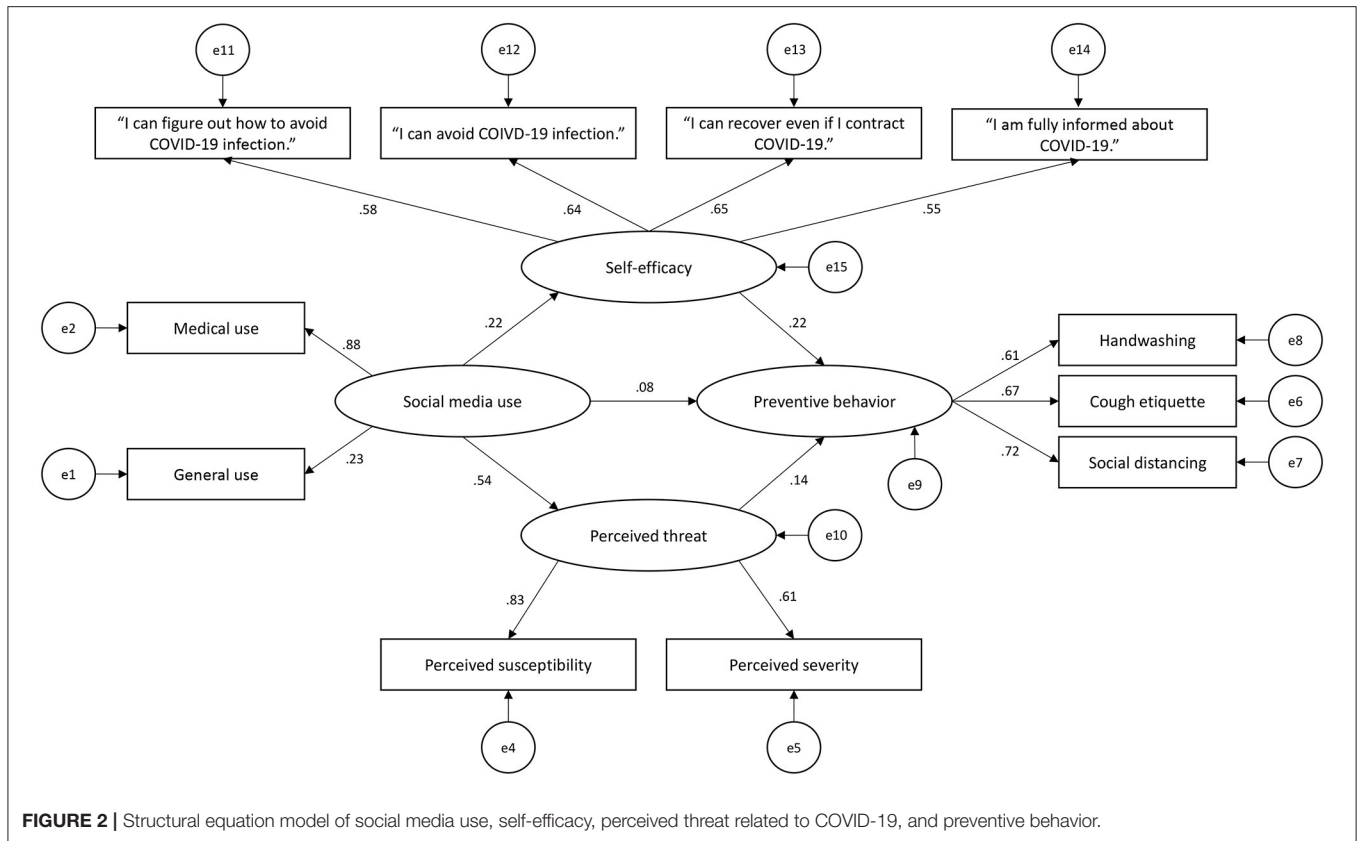 e11
e12
e13
e14
“I can figure out how to avoid
COVID-19 infection.”
“I can avoid COIVD-19 infection.”
“I can recover even if I contract
COVID-19.”
“I am fully informed about
COVID-19.”
.58
.64
.65
.55
Self-efficacy
e15
e2
Medical use
.88
.22
.22
Handwashing
e8
.61
Social media use
.08
Preventive behavior
.67
Cough etiquette
e6
e1
General use
.23
.54
.14
e9
.72
Social distancing
e7
Perceived threat
e10
.83
.61
Perceived susceptibility
Perceived severity
e4
e5
FIGURE 2 | Structural equation model of social media use, self-efficacy, perceived threat related to COVID-19, and preventive behavior.